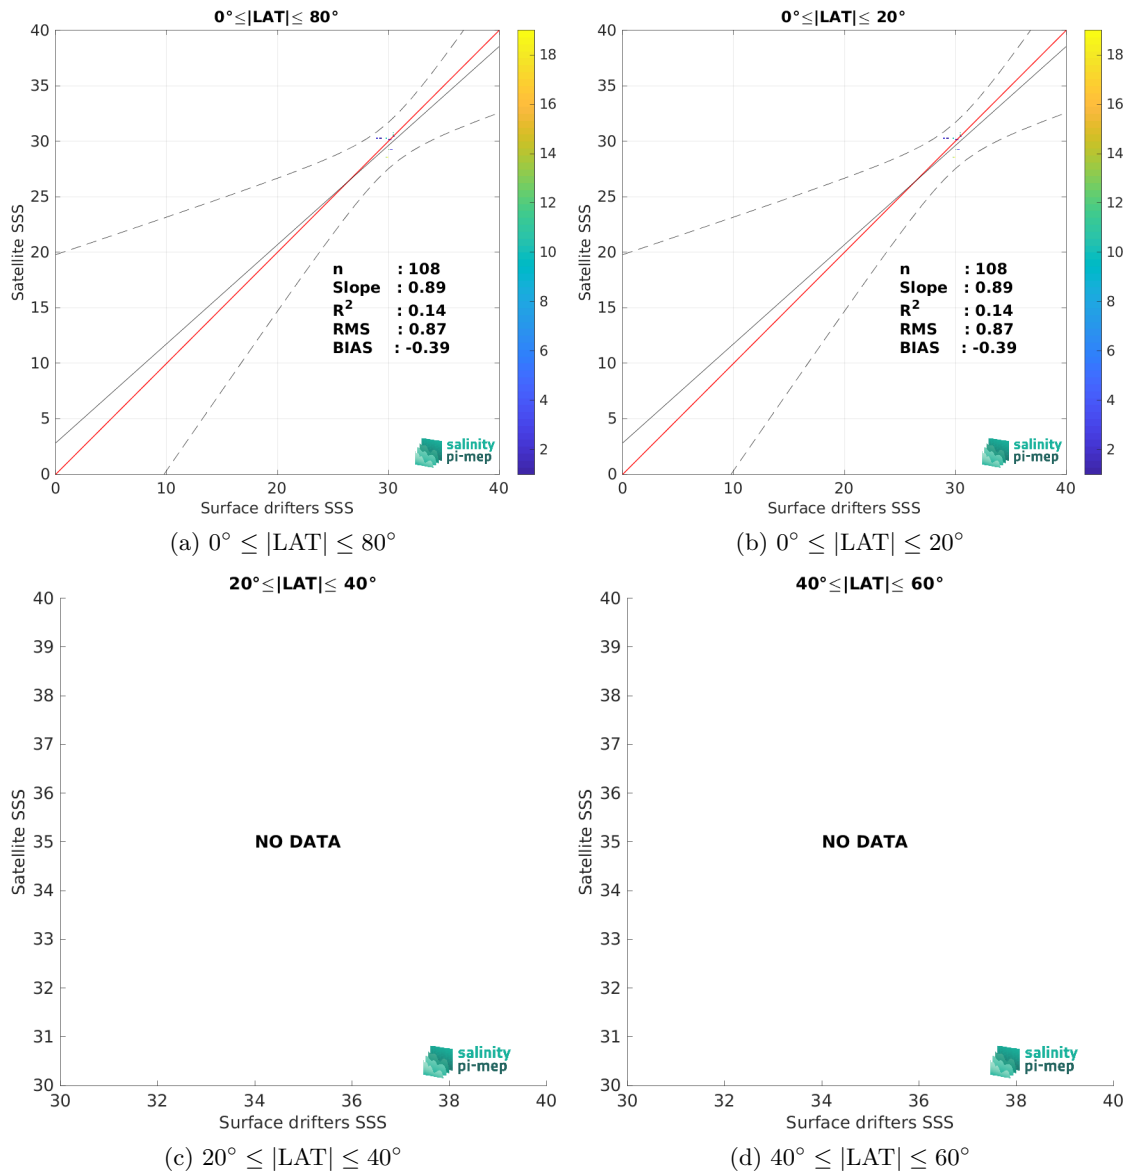 0°≤|LAT|≤ 80°
40
35
30
25
20
15
10
5
0
0
10
20
30
40
Satellite SSS
Surface drifters SSS
n : 108
Slope : 0.89
R2 : 0.14
RMS : 0.87
BIAS : -0.39
salinity
pi-mep
18
16
14
12
10
8
6
4
2
(a) 0° ≤ |LAT| ≤ 80°
0°≤|LAT|≤ 20°
40
35
30
25
20
15
10
5
0
0
10
20
30
40
Satellite SSS
Surface drifters SSS
n : 108
Slope : 0.89
R2 : 0.14
RMS : 0.87
BIAS : -0.39
salinity
pi-mep
18
16
14
12
10
8
6
4
2
(b) 0° ≤ |LAT| ≤ 20°
20°≤|LAT|≤ 40°
40
39
38
37
36
35
34
33
32
31
30
30
32
34
36
38
40
Satellite SSS
Surface drifters SSS
NO DATA
salinity
pi-mep
(c) 20° ≤ |LAT| ≤ 40°
40°≤|LAT|≤ 60°
40
39
38
37
36
35
34
33
32
31
30
30
32
34
36
38
40
Satellite SSS
Surface drifters SSS
NO DATA
salinity
pi-mep
(d) 40° ≤ |LAT| ≤ 60°